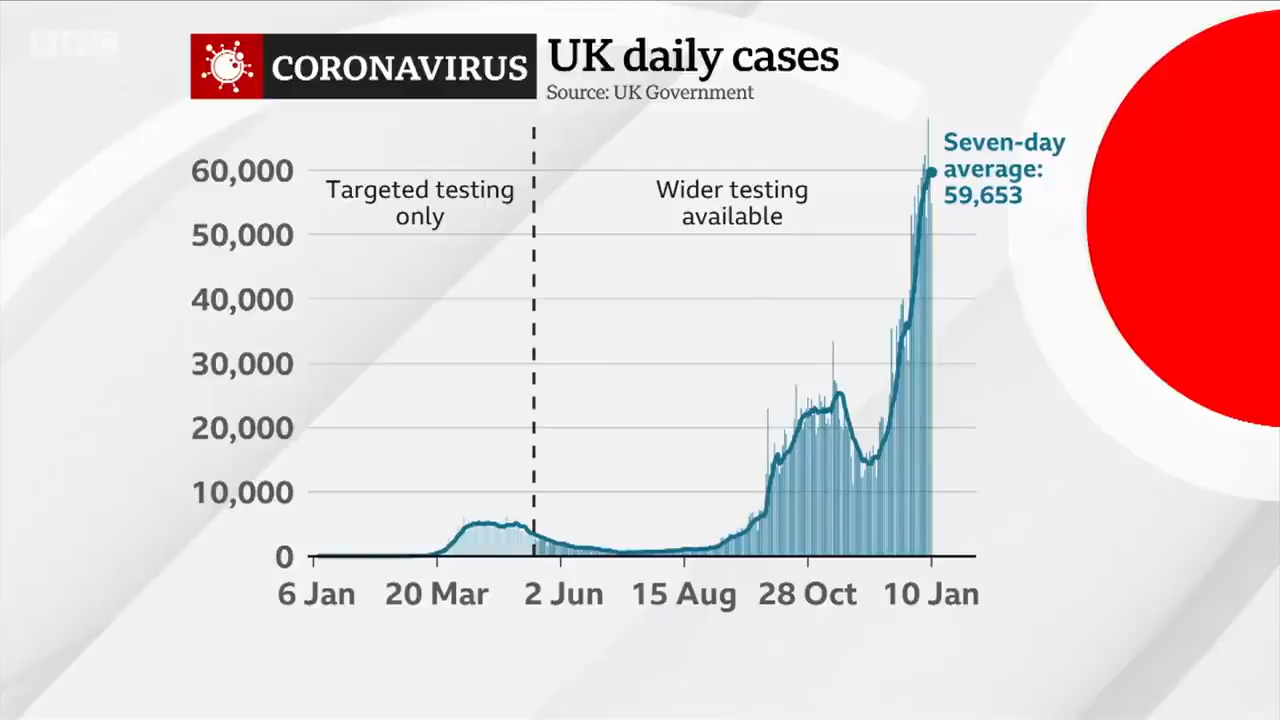 BBC
CORONAVIRUS
UK daily cases
Source: UK Government
Seven-day
average:
59,653
60,000
50,000
40,000
30,000
20,000
10,000
0
Targeted testing
only
Wider testing
available
6 Jan
20 Mar
2 Jun
15 Aug
28 Oct
10 Jan